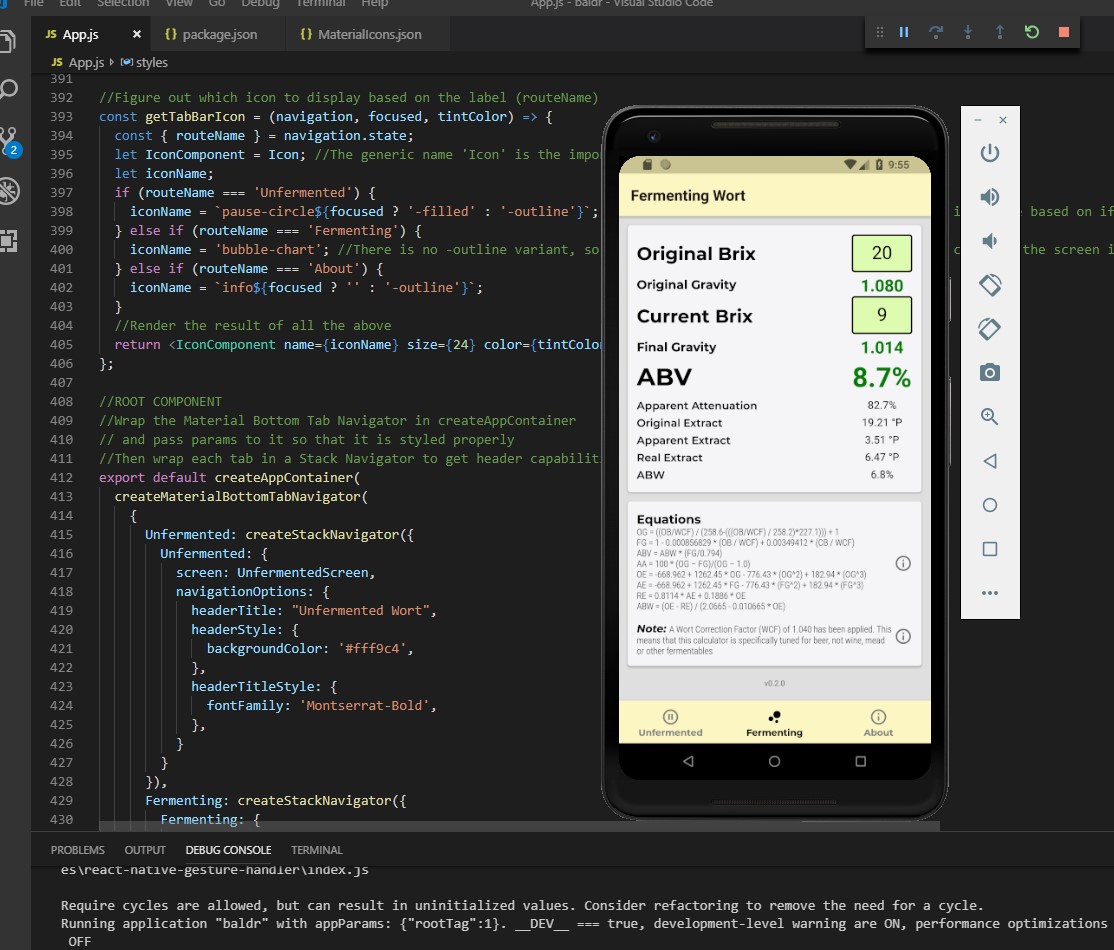 File Edit Selection View Go Debug Terminal Help App.js - baldr - Visual Studio Code
JS App.js × {} package.json {} MaterialIcons.json
JS App.js styles
391
392 //Figure out which icon to display based on the label (routeName)
393 const getTabBarIcon = (navigation, focused, tintColor) => {
394 const { routeName } = navigation.state;
395 let IconComponent = Icon; //The generic name 'Icon' is the impo
396 let iconName;
397 if (routeName === 'Unfermented') {
398 iconName = `pause-circle${focused ? '-filled' : '-outline'}`; based on if
399 } else if (routeName === 'Fermenting') {
400 iconName = 'bubble-chart'; //There is no -outline variant, so the screen i
401 } else if (routeName === 'About') {
402 iconName = `info${focused ? '' : '-outline'}`;
403 }
404 //Render the result of all the above
405 return <IconComponent name={iconName} size={24} color={tintColo
406 };
407
408 //ROOT COMPONENT
409 //Wrap the Material Bottom Tab Navigator in createAppContainer
410 // and pass params to it so that it is styled properly
411 //Then wrap each tab in a Stack Navigator to get header capabilit
412 export default createAppContainer(
413 createMaterialBottomTabNavigator(
414 {
415 Unfermented: createStackNavigator({
416 Unfermented: {
417 screen: UnfermentedScreen,
418 navigationOptions: {
419 headerTitle: "Unfermented Wort",
420 headerStyle: {
421 backgroundColor: '#fff9c4',
422 },
423 headerTitleStyle: {
424 fontFamily: 'Montserrat-Bold',
425 },
426 }
427 }
428 }),
429 Fermenting: createStackNavigator({
430 Fermenting: {
9:55
Fermenting Wort
Original Brix 20
Original Gravity 1.080
Current Brix 9
Final Gravity 1.014
ABV 8.7%
Apparent Attenuation 82.7%
Original Extract 19.21 °P
Apparent Extract 3.51 °P
Real Extract 6.47 °P
ABW 6.8%
Equations
OG = ((OB/WCF) / (258.6-(((OB/WCF) / 258.2)*227.1))) + 1
FG = 1 - 0.000856829 * (OB / WCF) + 0.00349412 * (CB / WCF)
ABV = ABW * (FG/0.794)
AA = 100 * (OG – FG)/(OG – 1.0)
OE = -668.962 + 1262.45 * OG - 776.43 * (OG^2) + 182.94 * (OG^3)
AE = -668.962 + 1262.45 * FG - 776.43 * (FG^2) + 182.94 * (FG^3)
RE = 0.8114 * AE + 0.1886 * OE
ABW = (OE - RE) / (2.0665 - 0.010665 * OE)
Note: A Wort Correction Factor (WCF) of 1.040 has been applied. This
means that this calculator is specifically tuned for beer, not wine, mead
or other fermentables
v0.2.0
Unfermented Fermenting About
2
PROBLEMS OUTPUT DEBUG CONSOLE TERMINAL
es\react-native-gesture-handler\index.js
Require cycles are allowed, but can result in uninitialized values. Consider refactoring to remove the need for a cycle.
Running application "baldr" with appParams: {"rootTag":1}. __DEV__ === true, development-level warning are ON, performance optimizations
OFF